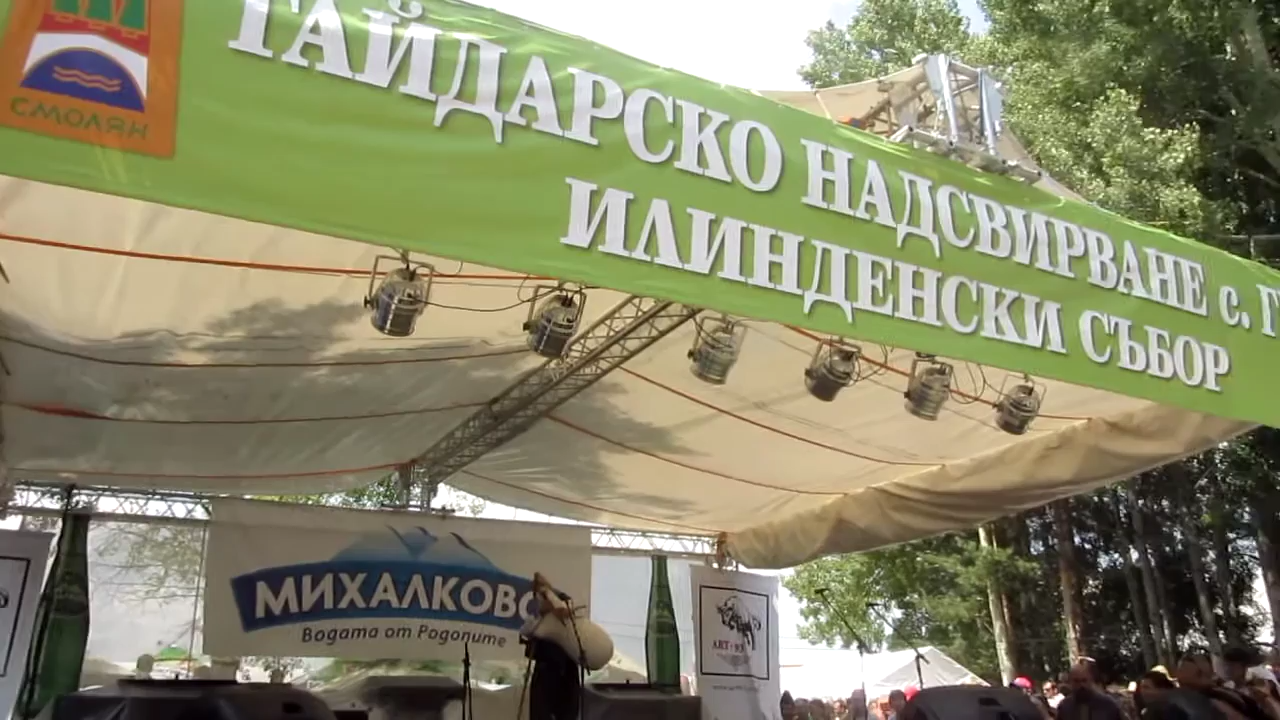 СМОЛЯН
ГАЙДАРСКО НАДСВИРВАНЕ с. Г
ИЛИНДЕНСКИ СЪБОР
МИХАЛКОВО
Водата от Родопите